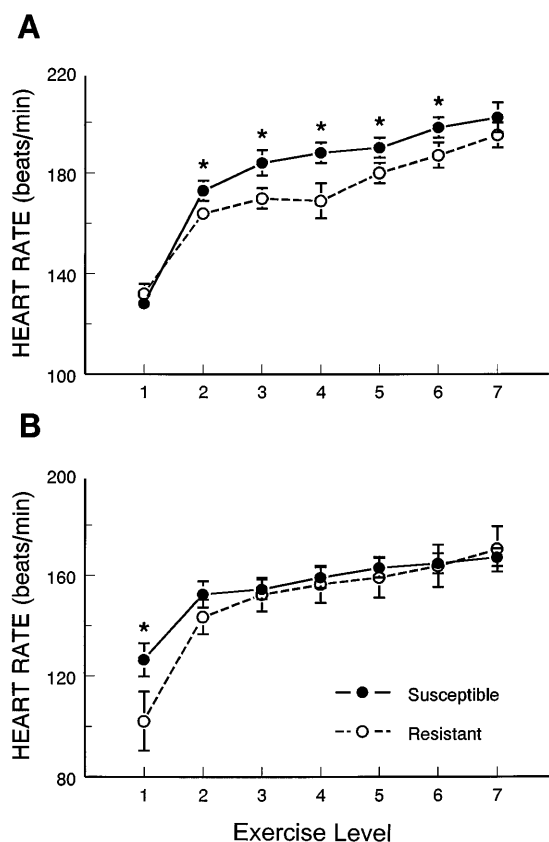 A
HEART RATE (beats/min)
220
180
140
100
* * * * *
1 2 3 4 5 6 7
B
HEART RATE (beats/min)
200
160
120
80
*
Susceptible
Resistant
1 2 3 4 5 6 7
Exercise Level